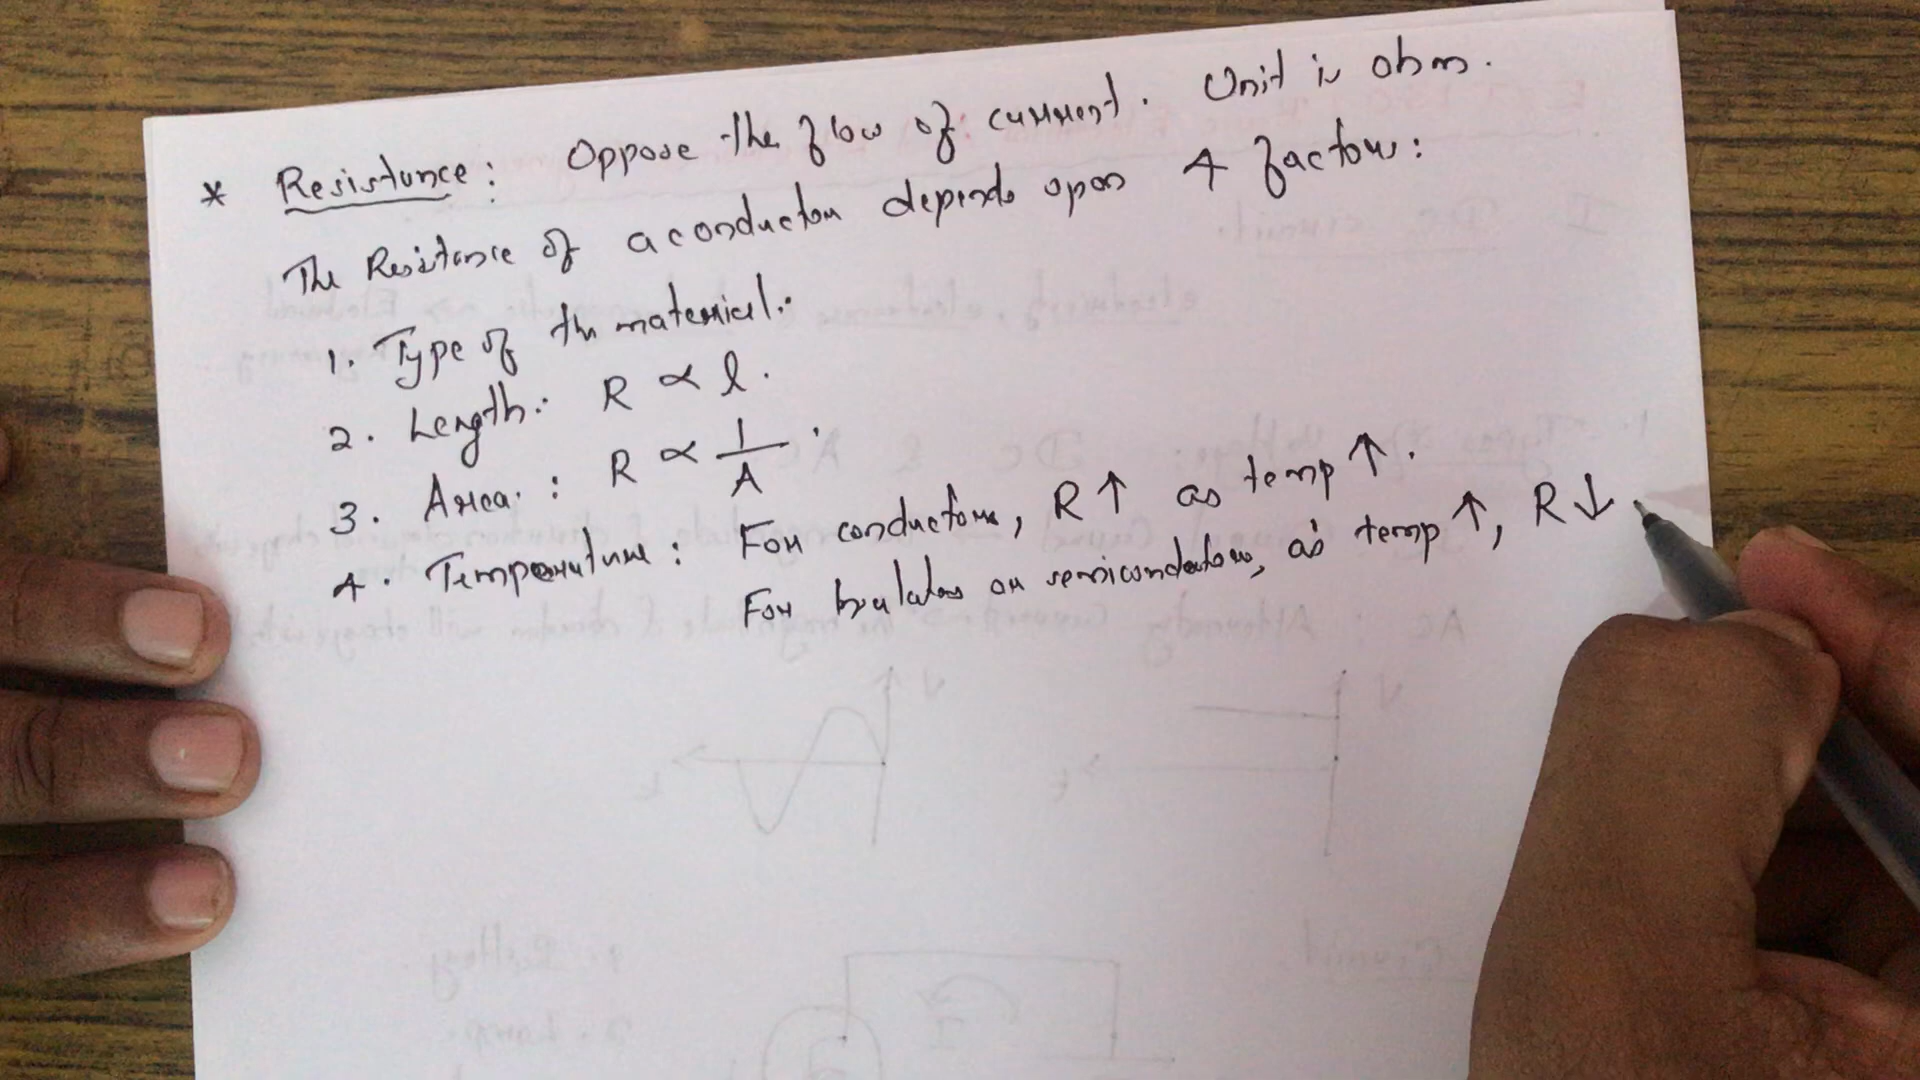 * Resistance: Oppose the flow of current. Unit is ohm.
The Resistance of a conductor depends upon 4 factors:
1. Type of the material:
2. Length: R ∝ l.
3. Area: R ∝ 1/A.
4. Temperature: For conductors, R↑ as temp↑.
For Insulators or semiconductors, as temp↑, R↓